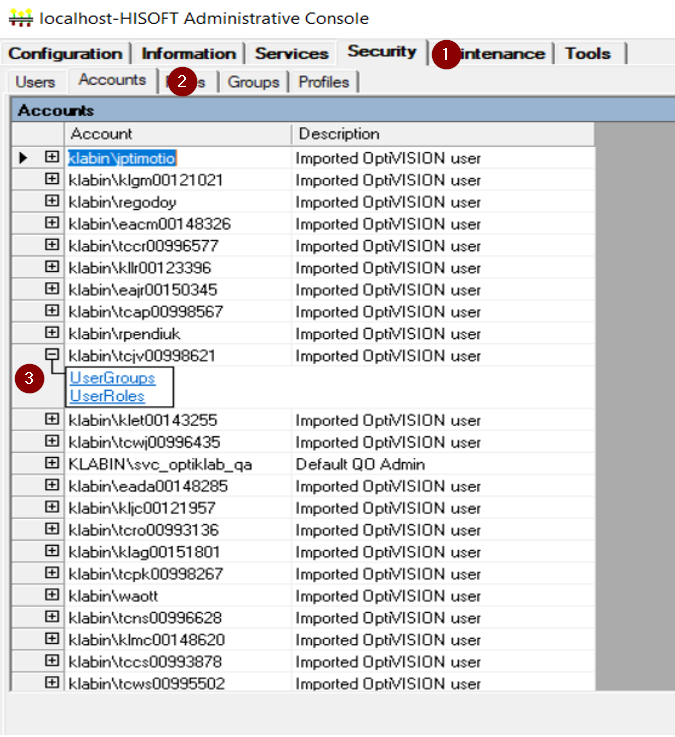 localhost-HISOFT Administrative Console
Configuration Information Services Security 1 intenance Tools
Users Accounts 2 s Groups Profiles
Accounts
Account Description
klabin\jptimotio Imported OptiVISION user
klabin\klgm00121021 Imported OptiVISION user
klabin\regodoy Imported OptiVISION user
klabin\eacm00148326 Imported OptiVISION user
klabin\tccr00996577 Imported OptiVISION user
klabin\kllr00123396 Imported OptiVISION user
klabin\eajr00150345 Imported OptiVISION user
klabin\tcap00998567 Imported OptiVISION user
klabin\rpendiuk Imported OptiVISION user
klabin\tcjv00998621 Imported OptiVISION user
3 UserGroups
UserRoles
klabin\klet00143255 Imported OptiVISION user
klabin\tcwj00996435 Imported OptiVISION user
KLABIN\svc_optiklab_qa Default QO Admin
klabin\eada00148285 Imported OptiVISION user
klabin\kljc00121957 Imported OptiVISION user
klabin\tcro00993136 Imported OptiVISION user
klabin\klag00151801 Imported OptiVISION user
klabin\tcpk00998267 Imported OptiVISION user
klabin\waott Imported OptiVISION user
klabin\tcns00996628 Imported OptiVISION user
klabin\klmc00148620 Imported OptiVISION user
klabin\tccs00993878 Imported OptiVISION user
klabin\tcws00995502 Imported OptiVISION user